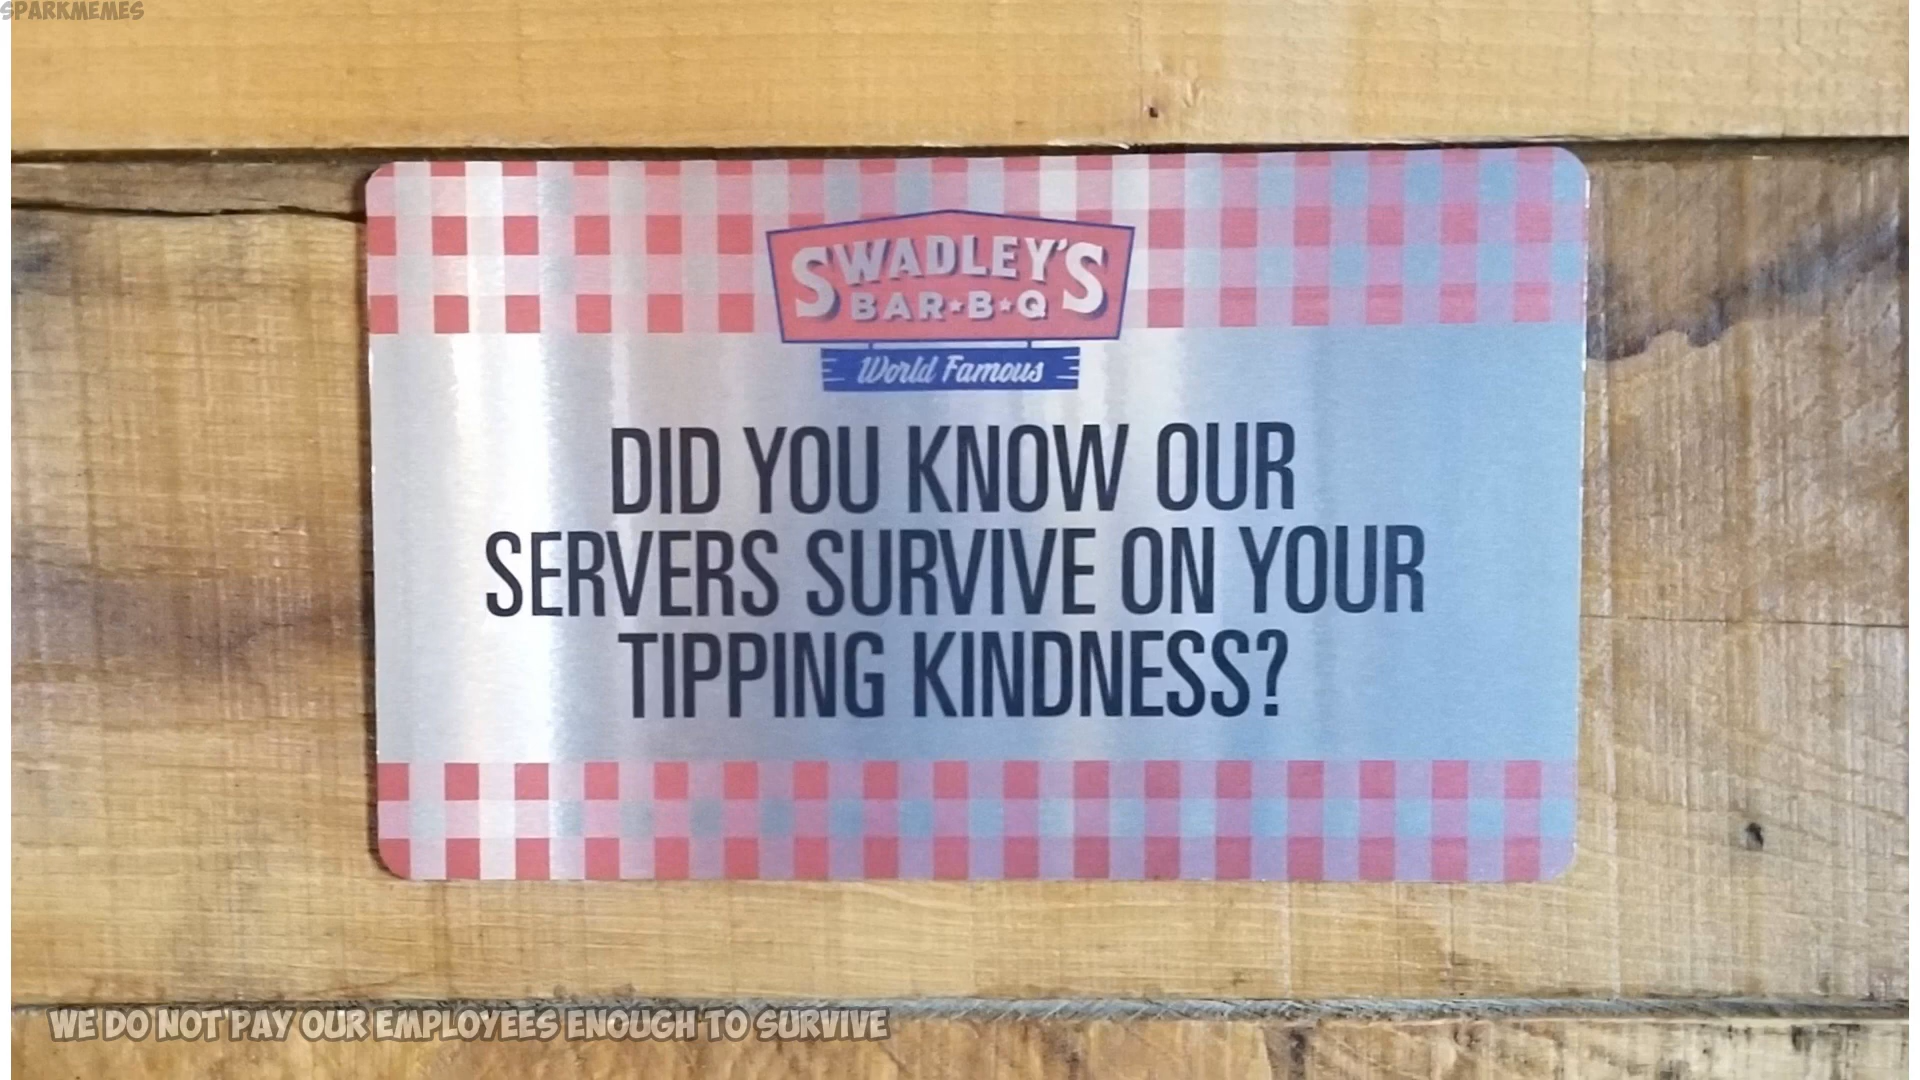 SPARKMEMES
SWADLEY'S
BAR★B★Q
World Famous
DID YOU KNOW OUR
SERVERS SURVIVE ON YOUR
TIPPING KINDNESS?
WE DO NOT PAY OUR EMPLOYEES ENOUGH TO SURVIVE